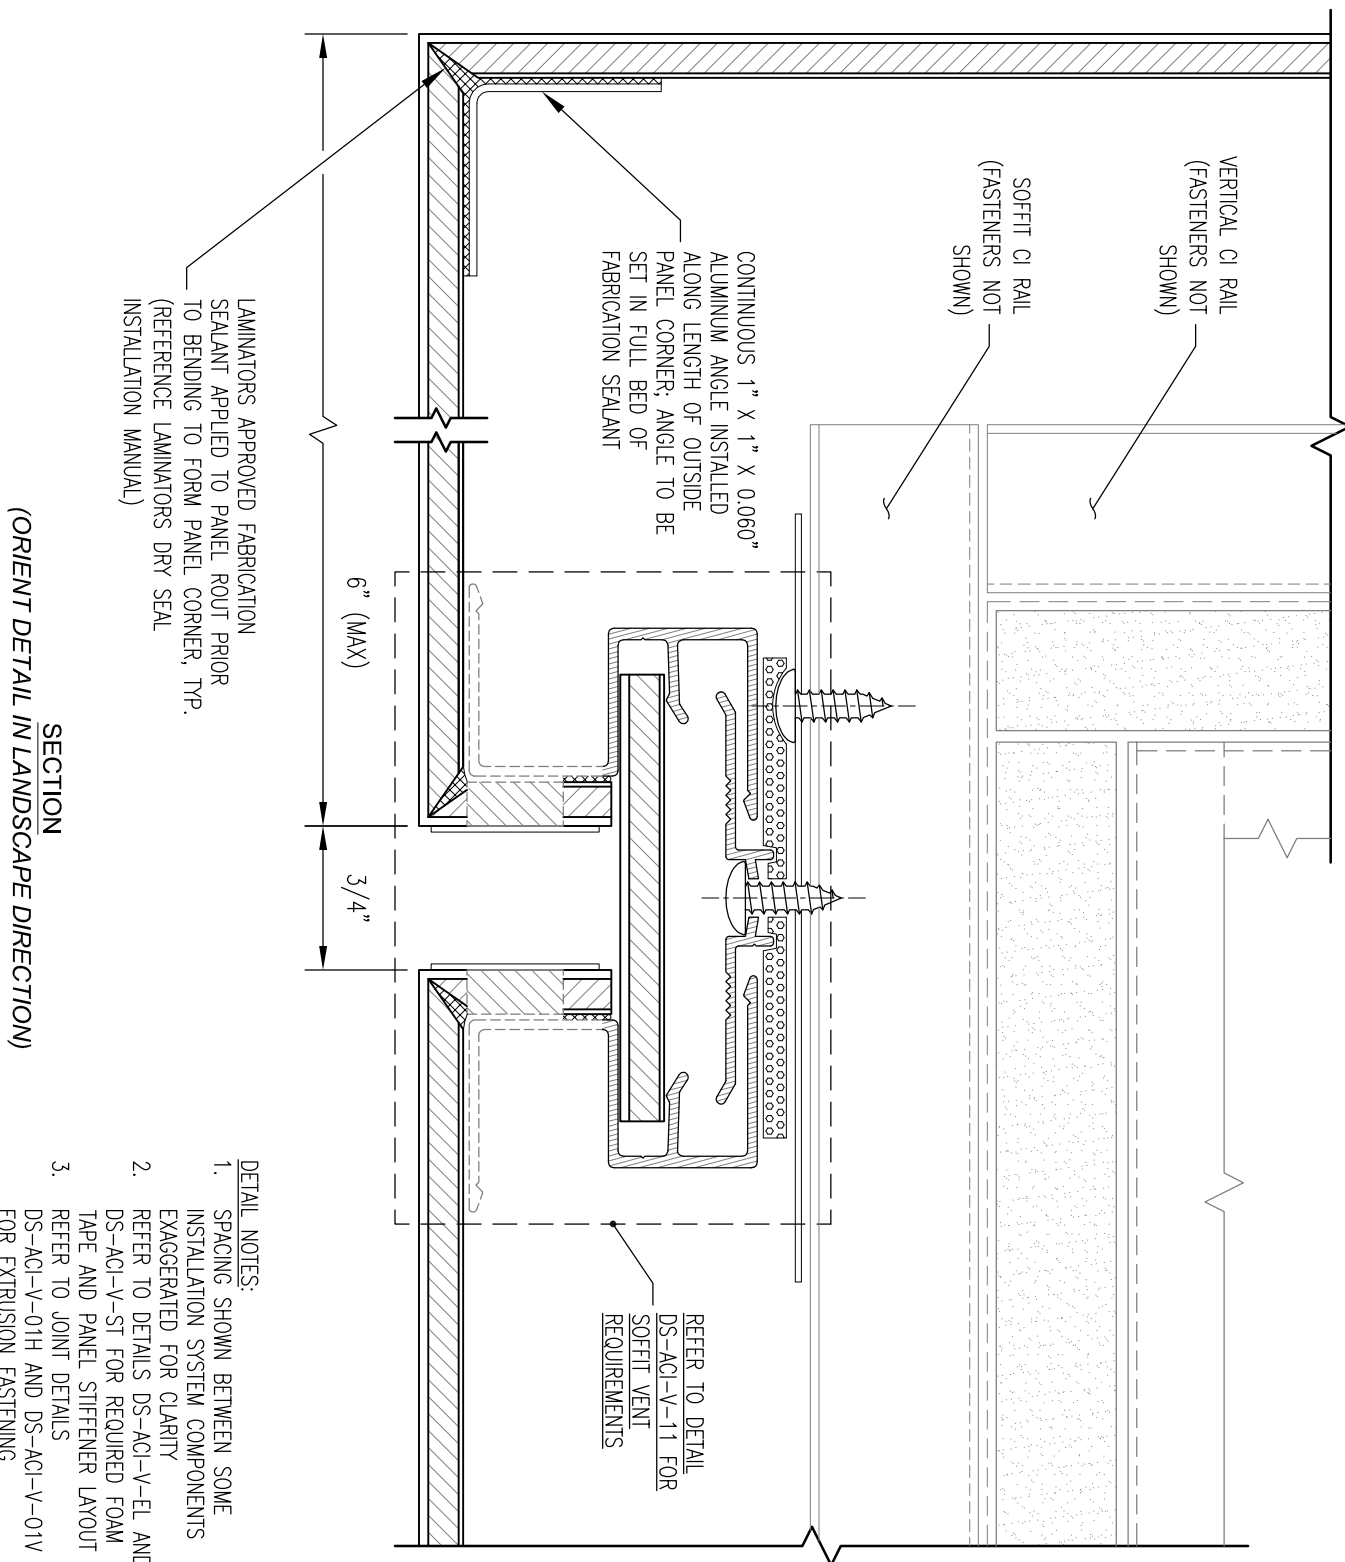 VERTICAL CI RAIL
(FASTENERS NOT
SHOWN)
SOFFIT CI RAIL
(FASTENERS NOT
SHOWN)
CONTINUOUS 1" X 1" X 0.060"
ALUMINUM ANGLE INSTALLED
ALONG LENGTH OF OUTSIDE
PANEL CORNER; ANGLE TO BE
SET IN FULL BED OF
FABRICATION SEALANT
6" (MAX)
3/4"
LAMINATORS APPROVED FABRICATION
SEALANT APPLIED TO PANEL ROUT PRIOR
TO BENDING TO FORM PANEL CORNER, TYP.
(REFERENCE LAMINATORS DRY SEAL
INSTALLATION MANUAL)
REFER TO DETAIL
DS-ACI-V-11 FOR
SOFFIT VENT
REQUIREMENTS
SECTION
(ORIENT DETAIL IN LANDSCAPE DIRECTION)
DETAIL NOTES:
1. SPACING SHOWN BETWEEN SOME
INSTALLATION SYSTEM COMPONENTS
EXAGGERATED FOR CLARITY
2. REFER TO DETAILS DS-ACI-V-EL AND
DS-ACI-V-ST FOR REQUIRED FOAM
TAPE AND PANEL STIFFENER LAYOUT
3. REFER TO JOINT DETAILS
DS-ACI-V-01H AND DS-ACI-V-01V
FOR EXTRUSION FASTENING